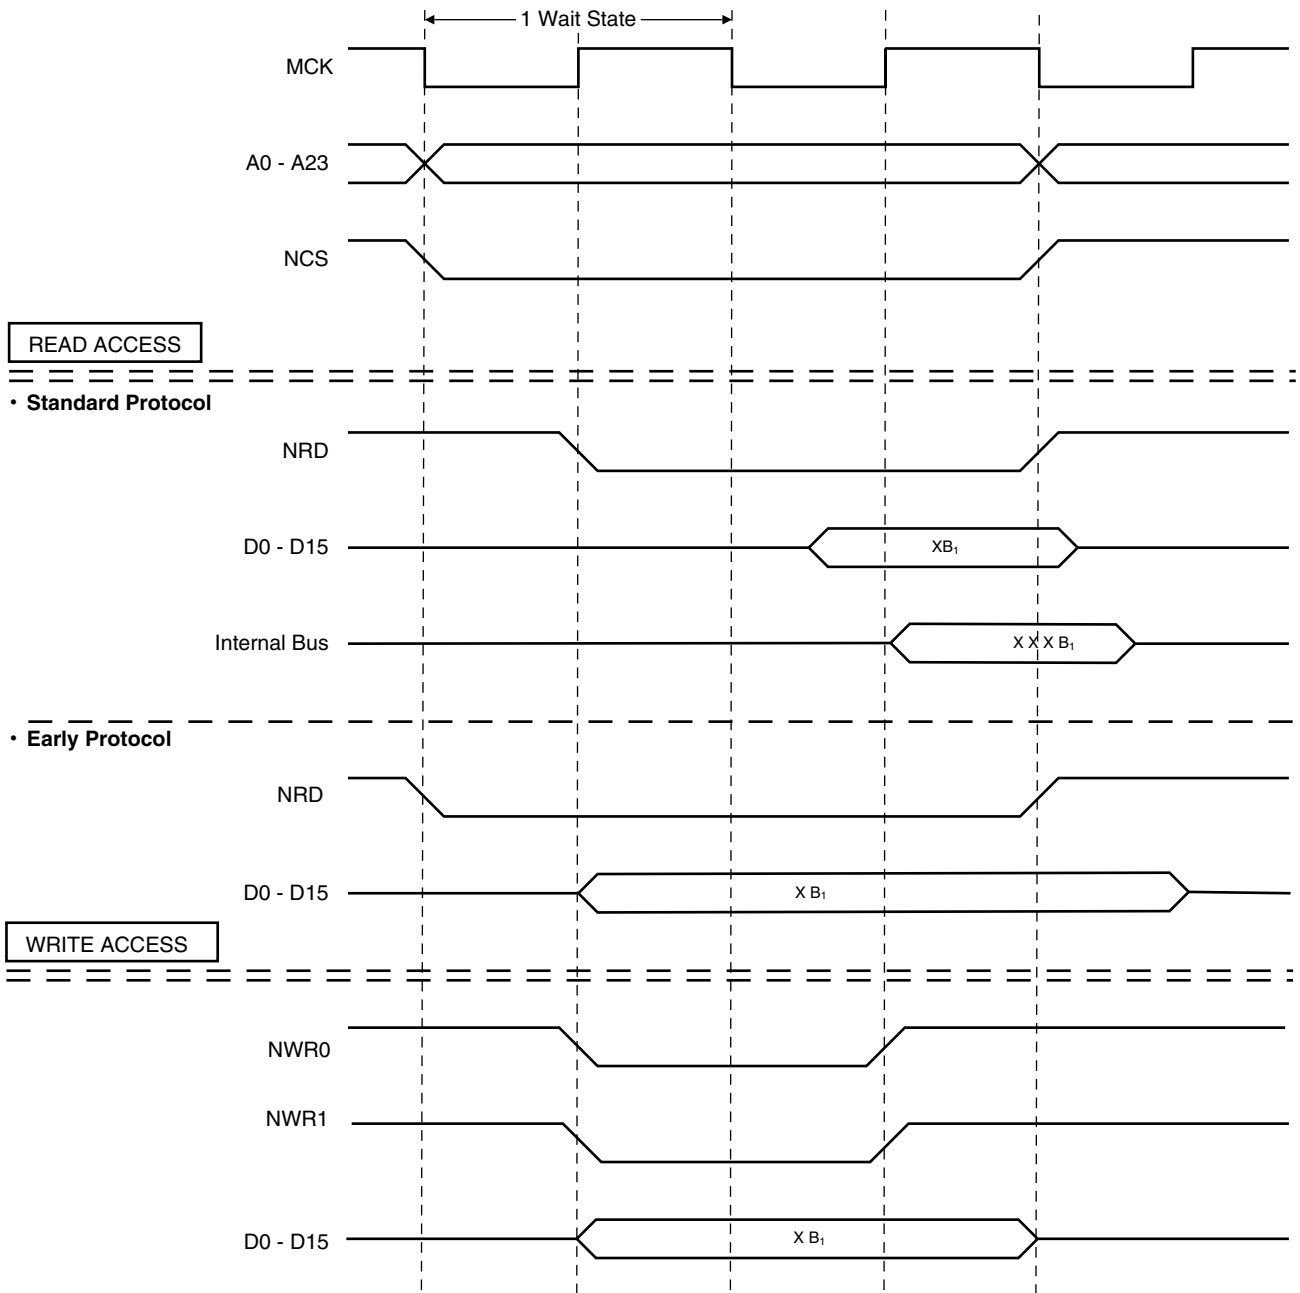 1 Wait State
MCK
A0 - A23
NCS
READ ACCESS
• Standard Protocol
NRD
D0 - D15
XB₁
Internal Bus
X X X B₁
• Early Protocol
NRD
D0 - D15
X B₁
WRITE ACCESS
NWR0
NWR1
D0 - D15
X B₁